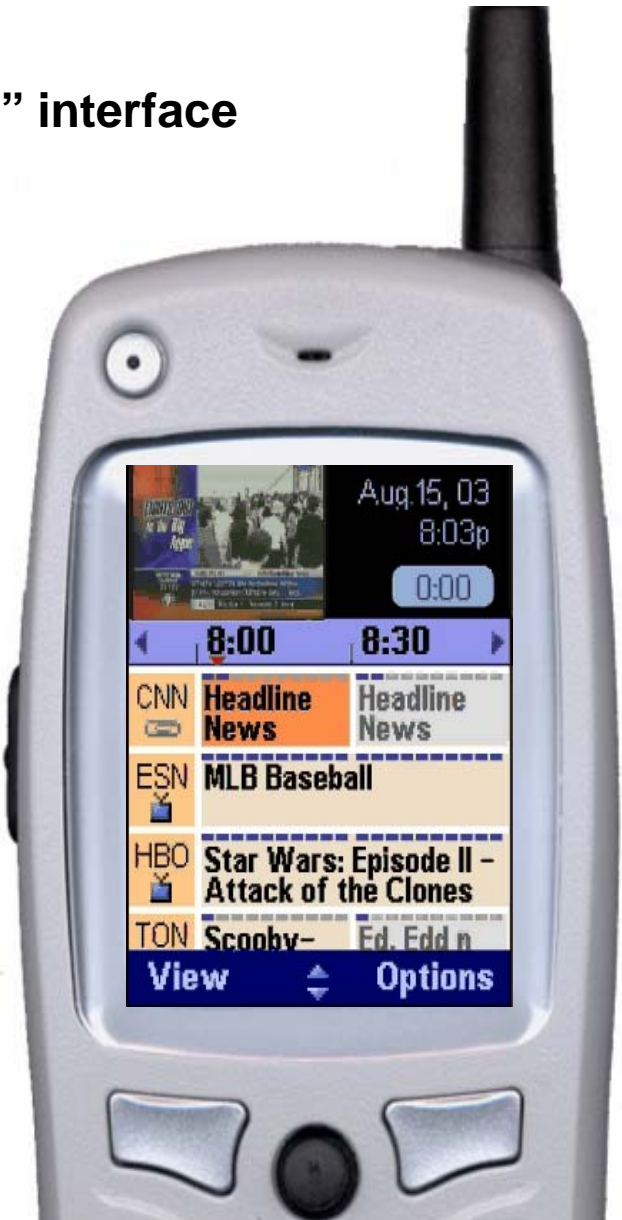 ” interface
Aug.15, 03
8:03p
0:00
8:00 8:30
CNN Headline News Headline News
ESN MLB Baseball
HBO Star Wars: Episode II – Attack of the Clones
TON Scooby– Ed, Edd n
View Options